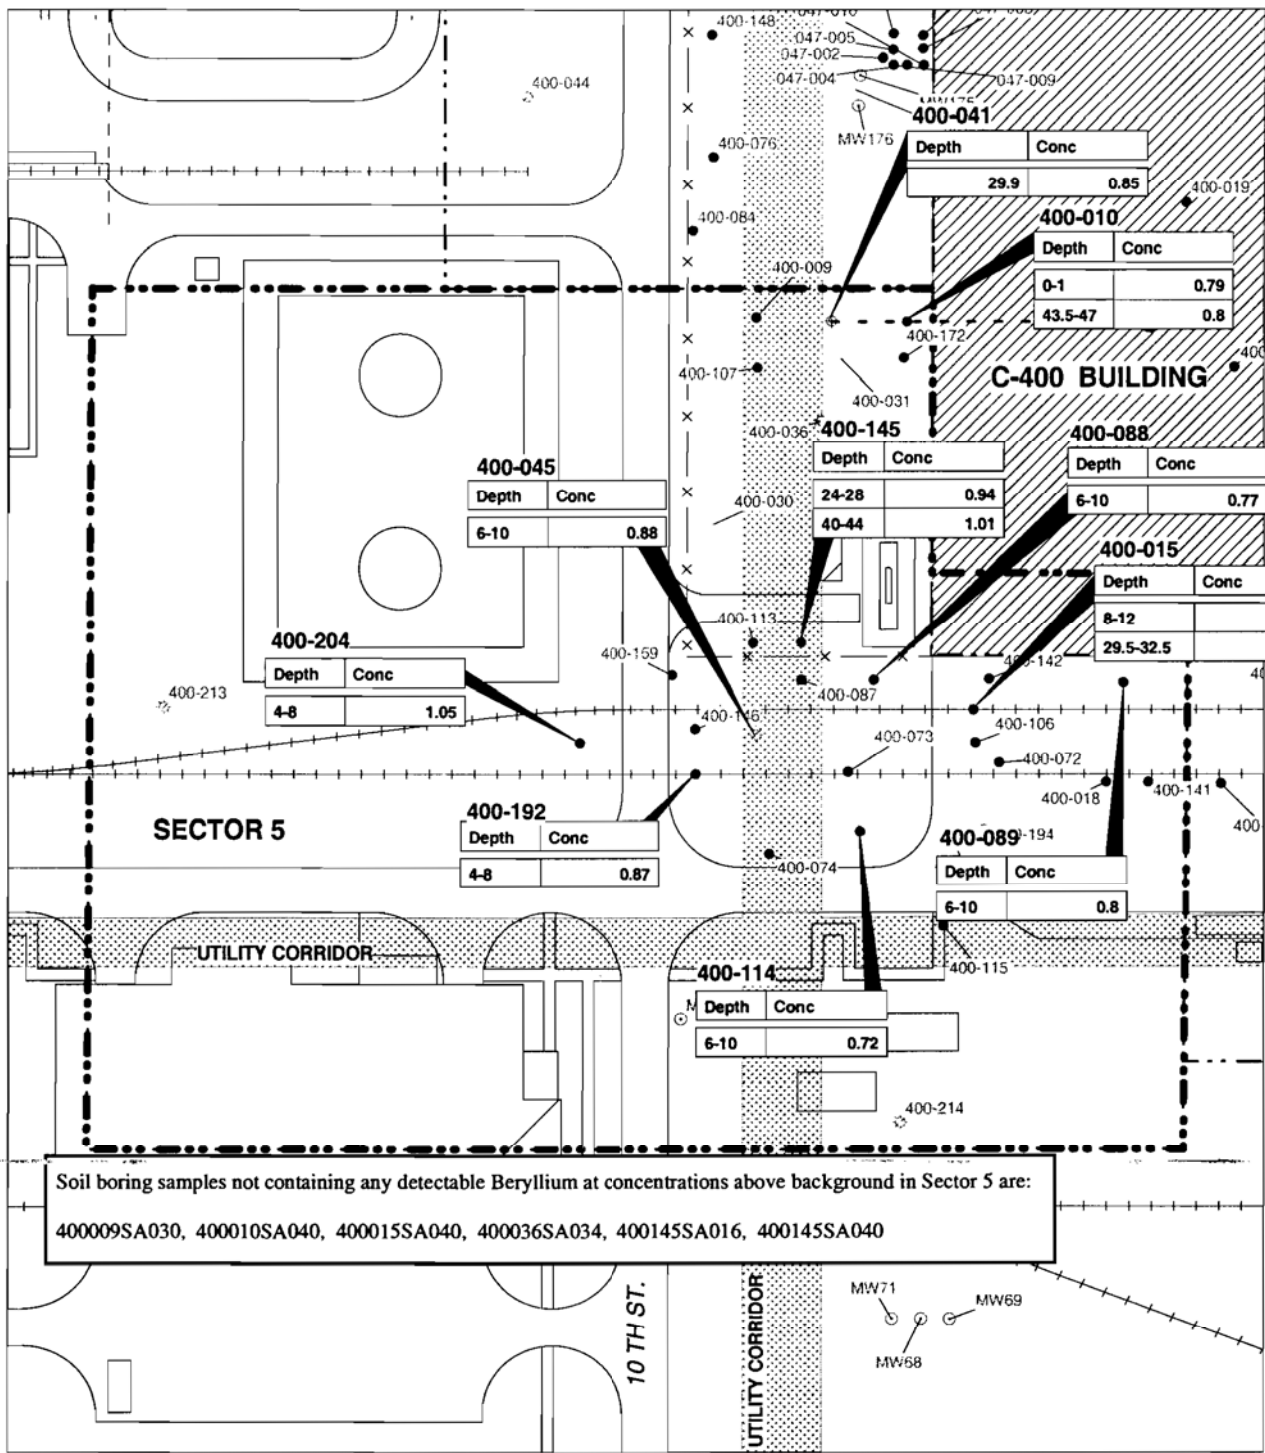 400-148
047-005
047-002
047-004
047-009
400-044
MW176
400-076
400-084
400-009
400-107
400-019
400-041
Depth Conc
29.9 0.85
400-010
Depth Conc
0-1 0.79
43.5-47 0.8
400-172
C-400 BUILDING
400-031
400-036
400-030
400-145
Depth Conc
24-28 0.94
40-44 1.01
400-088
Depth Conc
6-10 0.77
400-045
Depth Conc
6-10 0.88
400-015
Depth Conc
8-12
29.5-32.5
400-113
400-159
400-204
Depth Conc
4-8 1.05
400-213
400-087
400-142
400-146
400-073
400-106
400-072
400-018
400-141
400-192
Depth Conc
4-8 0.87
SECTOR 5
400-074
400-089
Depth Conc
6-10 0.8
UTILITY CORRIDOR
400-115
400-114
Depth Conc
6-10 0.72
400-214
Soil boring samples not containing any detectable Beryllium at concentrations above background in Sector 5 are:
400009SA030, 400010SA040, 400015SA040, 400036SA034, 400145SA016, 400145SA040
10 TH ST.
UTILITY CORRIDOR
MW71
MW69
MW68